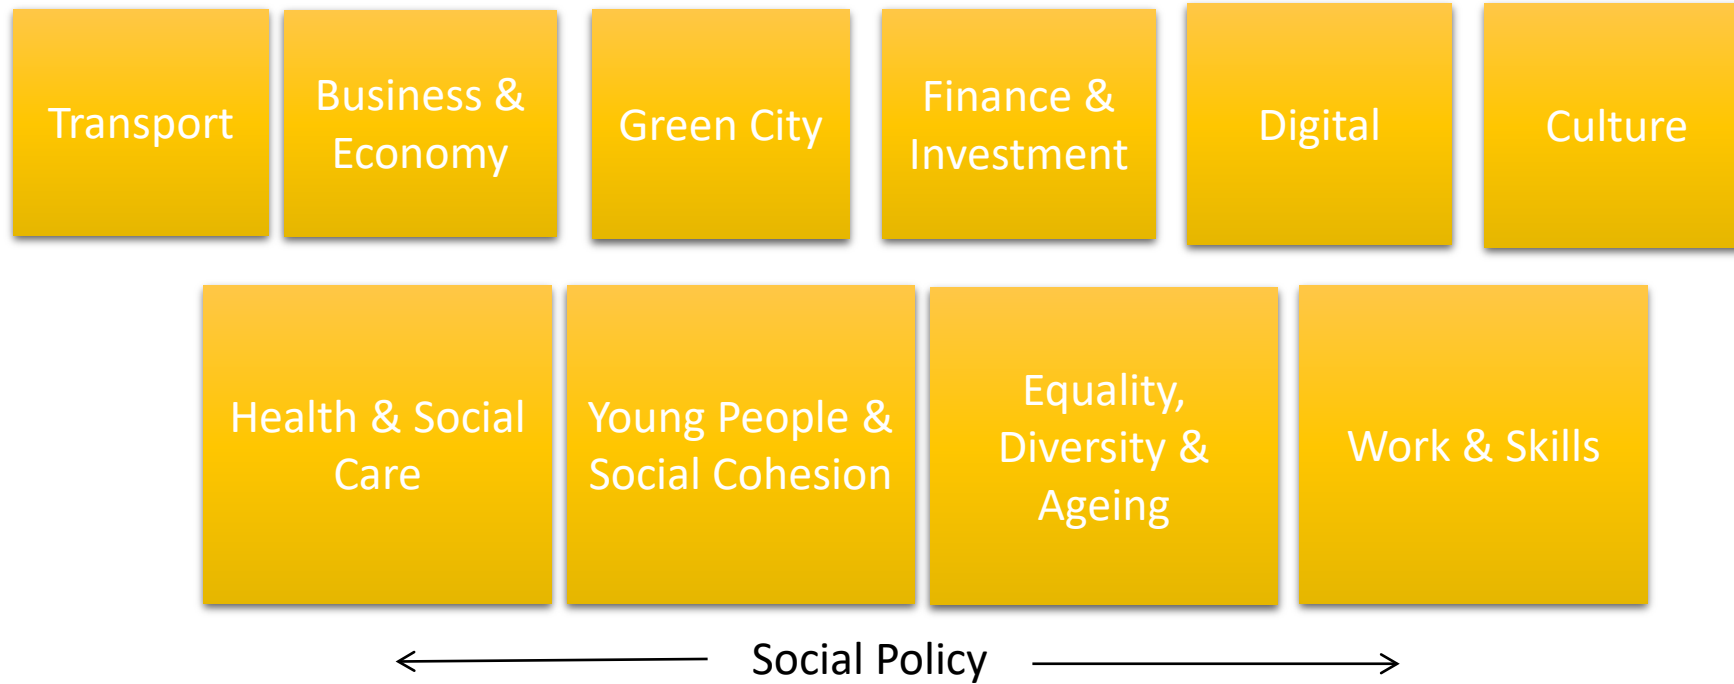 Transport
Business &
Economy
Green City
Finance &
Investment
Digital
Culture
Health & Social
Care
Young People &
Social Cohesion
Equality,
Diversity &
Ageing
Work & Skills
Social Policy